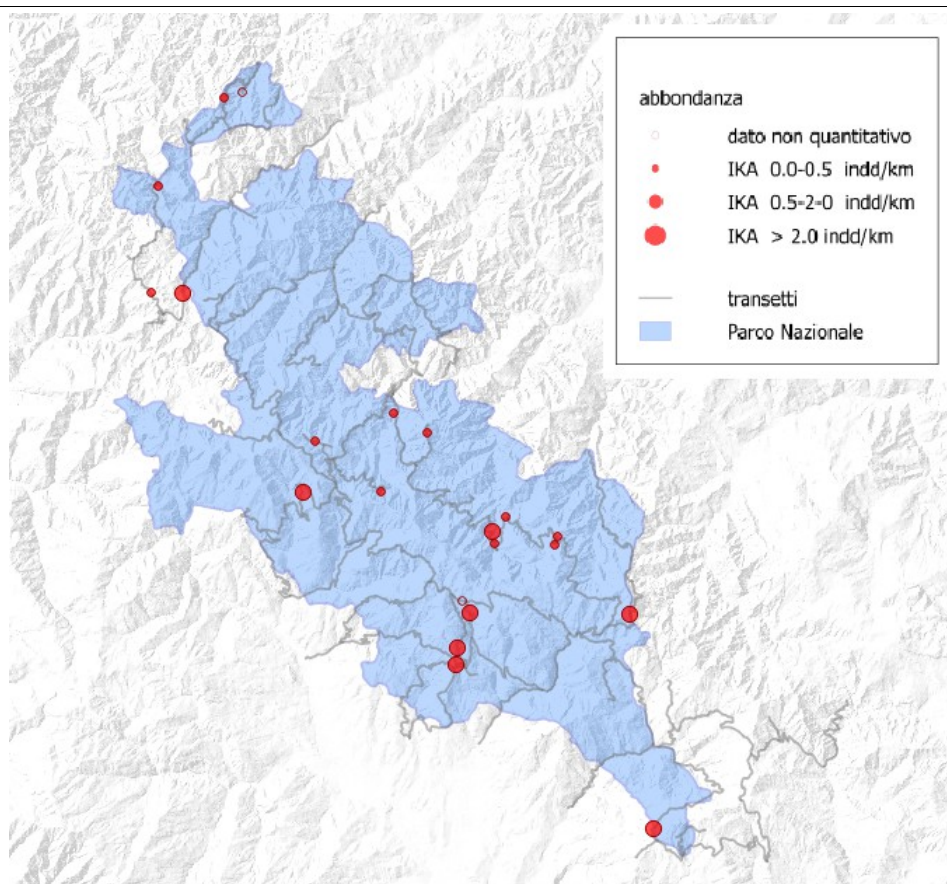 abbondanza
dato non quantitativo
IKA 0.0-0.5 indd/km
IKA 0.5-2-0 indd/km
IKA > 2.0 indd/km
transetti
Parco Nazionale